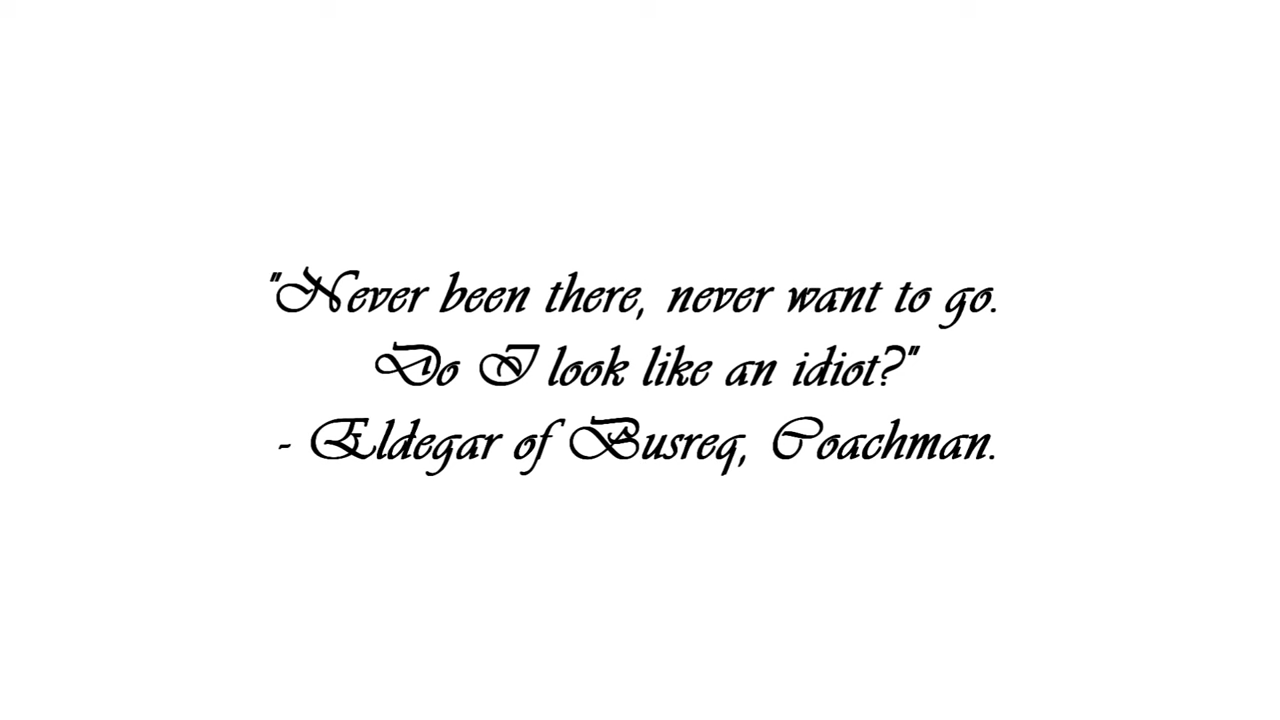 "Never been there, never want to go.
Do I look like an idiot?"
- Eldegar of Busreq, Coachman.